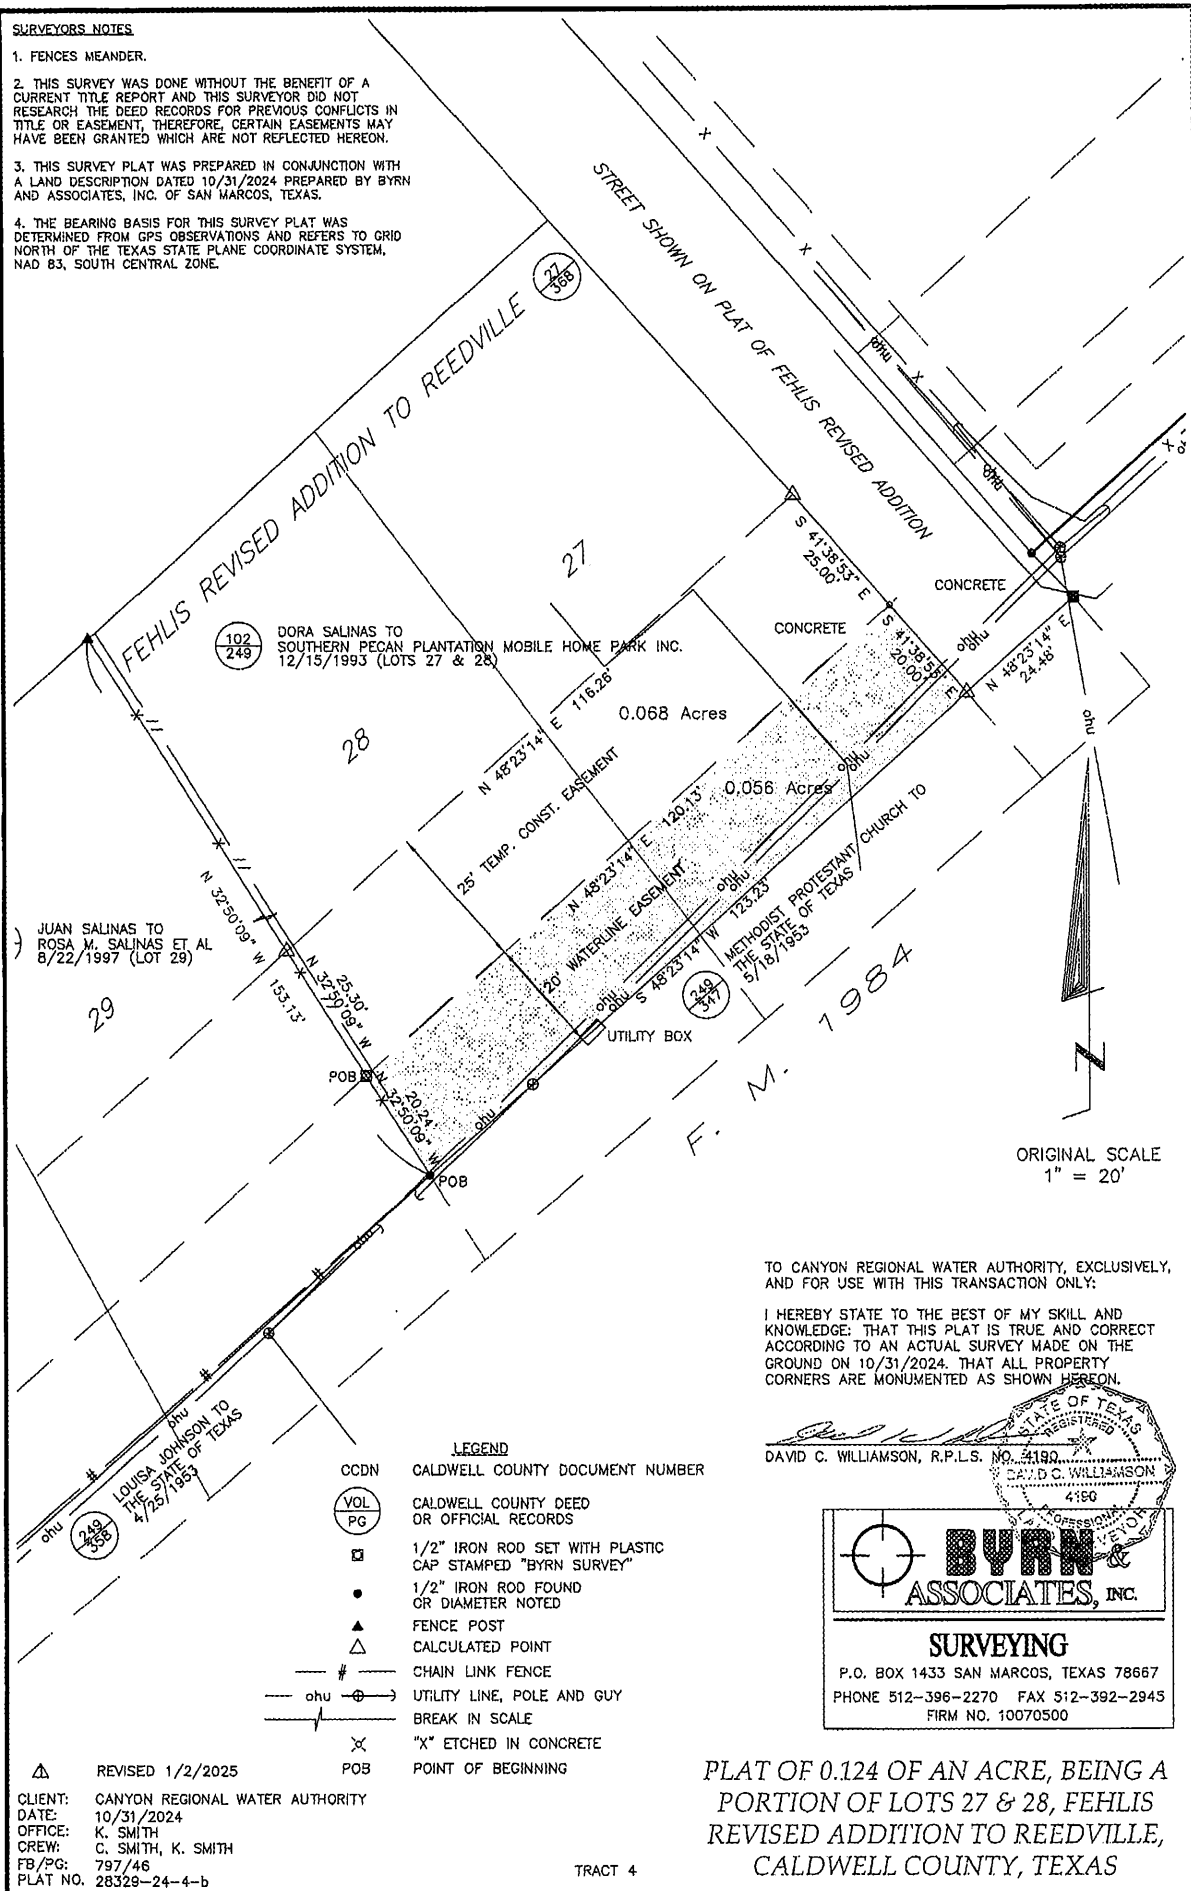 SURVEYORS NOTES
1. FENCES MEANDER.
2. THIS SURVEY WAS DONE WITHOUT THE BENEFIT OF A
CURRENT TITLE REPORT AND THIS SURVEYOR DID NOT
RESEARCH THE DEED RECORDS FOR PREVIOUS CONFLICTS IN
TITLE OR EASEMENT, THEREFORE, CERTAIN EASEMENTS MAY
HAVE BEEN GRANTED WHICH ARE NOT REFLECTED HEREON.
3. THIS SURVEY PLAT WAS PREPARED IN CONJUNCTION WITH
A LAND DESCRIPTION DATED 10/31/2024 PREPARED BY BYRN
AND ASSOCIATES, INC. OF SAN MARCOS, TEXAS.
4. THE BEARING BASIS FOR THIS SURVEY PLAT WAS
DETERMINED FROM GPS OBSERVATIONS AND REFERS TO GRID
NORTH OF THE TEXAS STATE PLANE COORDINATE SYSTEM,
NAD 83, SOUTH CENTRAL ZONE.
STREET SHOWN ON PLAT OF FEHLIS REVISED ADDITION
FEHLIS REVISED ADDITION TO REEDVILLE
27
368
ohu
ohu
ohu
S 41°38'53" E
25.00'
27
CONCRETE
CONCRETE
102
249
DORA SALINAS TO
SOUTHERN PECAN PLANTATION MOBILE HOME PARK INC.
12/15/1993 (LOTS 27 & 28)
S 41°38'55" E
20.00'
ohu
ohu
N 48°23'14" E
24.48'
N 48°23'14" E 116.26'
0.068 Acres
28
25' TEMP. CONST. EASEMENT
ohu
ohu
ohu
0.056 Acres
N 48°23'14" E 120.13'
20' WATERLINE EASEMENT
ohu
ohu
S 48°23'14" W 123.23'
METHODIST PROTESTANT CHURCH TO
THE STATE OF TEXAS
5/18/1953
249
347
N 32°50'09" W
153.13'
JUAN SALINAS TO
ROSA M. SALINAS ET AL
8/22/1997 (LOT 29)
29
25.30'
N 32°50'09" W
ohu
ohu
UTILITY BOX
F. M. 1984
POB
20.24'
N 32°50'09" W
ohu
POB
N
ORIGINAL SCALE
1" = 20'
ohu
ohu
ohu
LOUISA JOHNSON TO
THE STATE OF TEXAS
4/25/1953
249
358
TO CANYON REGIONAL WATER AUTHORITY, EXCLUSIVELY,
AND FOR USE WITH THIS TRANSACTION ONLY:
I HEREBY STATE TO THE BEST OF MY SKILL AND
KNOWLEDGE: THAT THIS PLAT IS TRUE AND CORRECT
ACCORDING TO AN ACTUAL SURVEY MADE ON THE
GROUND ON 10/31/2024. THAT ALL PROPERTY
CORNERS ARE MONUMENTED AS SHOWN HEREON.
DAVID C. WILLIAMSON, R.P.L.S. NO. 4190
STATE OF TEXAS
REGISTERED
DAVID C. WILLIAMSON
4190
PROFESSIONAL
LAND SURVEYOR
LEGEND
CCDN CALDWELL COUNTY DOCUMENT NUMBER
VOL
PG
CALDWELL COUNTY DEED
OR OFFICIAL RECORDS
1/2" IRON ROD SET WITH PLASTIC
CAP STAMPED "BYRN SURVEY"
1/2" IRON ROD FOUND
OR DIAMETER NOTED
FENCE POST
CALCULATED POINT
CHAIN LINK FENCE
ohu UTILITY LINE, POLE AND GUY
BREAK IN SCALE
"X" ETCHED IN CONCRETE
POB POINT OF BEGINNING
BYRN &
ASSOCIATES, INC.
SURVEYING
P.O. BOX 1433 SAN MARCOS, TEXAS 78667
PHONE 512-396-2270 FAX 512-392-2945
FIRM NO. 10070500
REVISED 1/2/2025
CLIENT: CANYON REGIONAL WATER AUTHORITY
DATE: 10/31/2024
OFFICE: K. SMITH
CREW: C. SMITH, K. SMITH
FB/PG: 797/46
PLAT NO. 28329-24-4-b
TRACT 4
PLAT OF 0.124 OF AN ACRE, BEING A
PORTION OF LOTS 27 & 28, FEHLIS
REVISED ADDITION TO REEDVILLE,
CALDWELL COUNTY, TEXAS